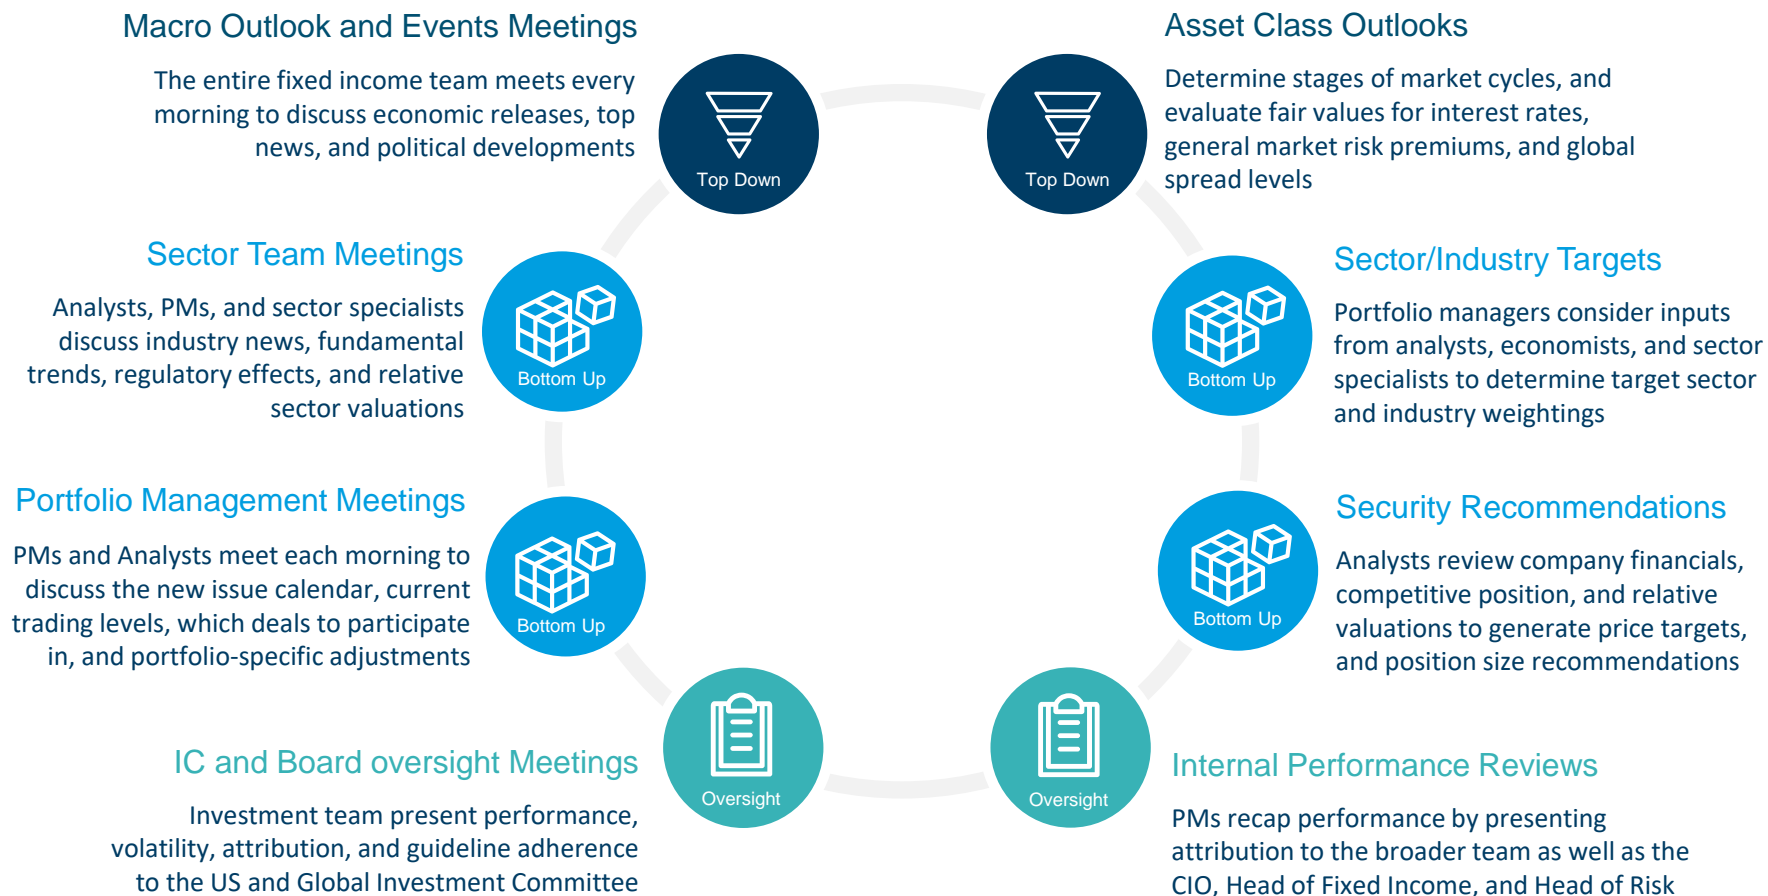 Macro Outlook and Events Meetings
The entire fixed income team meets every
morning to discuss economic releases, top
news, and political developments
Top Down
Asset Class Outlooks
Determine stages of market cycles, and
evaluate fair values for interest rates,
general market risk premiums, and global
spread levels
Top Down
Sector Team Meetings
Analysts, PMs, and sector specialists
discuss industry news, fundamental
trends, regulatory effects, and relative
sector valuations
Bottom Up
Sector/Industry Targets
Portfolio managers consider inputs
from analysts, economists, and sector
specialists to determine target sector
and industry weightings
Bottom Up
Portfolio Management Meetings
PMs and Analysts meet each morning to
discuss the new issue calendar, current
trading levels, which deals to participate
in, and portfolio-specific adjustments
Bottom Up
Security Recommendations
Analysts review company financials,
competitive position, and relative
valuations to generate price targets,
and position size recommendations
Bottom Up
IC and Board oversight Meetings
Investment team present performance,
volatility, attribution, and guideline adherence
to the US and Global Investment Committee
Oversight
Internal Performance Reviews
PMs recap performance by presenting
attribution to the broader team as well as the
CIO, Head of Fixed Income, and Head of Risk
Oversight